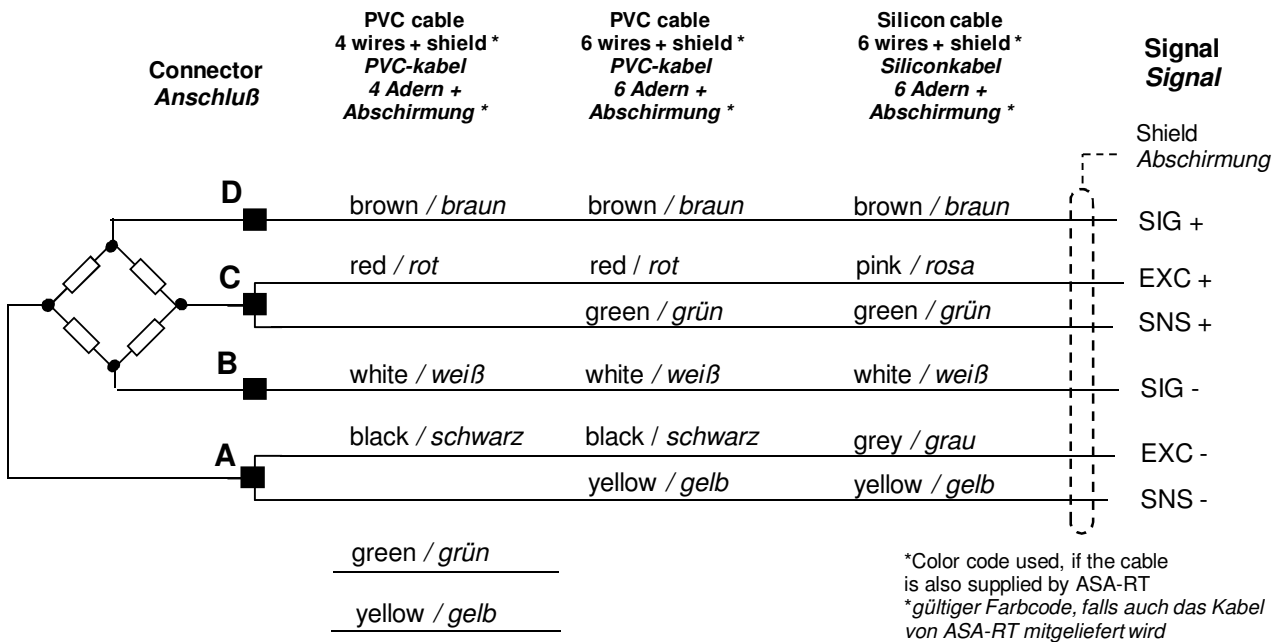 PVC cable
4 wires + shield *
PVC-kabel
4 Adern +
Abschirmung *
PVC cable
6 wires + shield *
PVC-kabel
6 Adern +
Abschirmung *
Silicon cable
6 wires + shield *
Siliconkabel
6 Adern +
Abschirmung *
Connector
Anschluß
Signal
Signal
Shield
Abschirmung
D
brown / braun
brown / braun
brown / braun
SIG +
C
red / rot
red / rot
pink / rosa
EXC +
green / grün
green / grün
SNS +
B
white / weiß
white / weiß
white / weiß
SIG -
A
black / schwarz
black / schwarz
grey / grau
EXC -
yellow / gelb
yellow / gelb
SNS -
green / grün
yellow / gelb
*Color code used, if the cable
is also supplied by ASA-RT
*gültiger Farbcode, falls auch das Kabel
von ASA-RT mitgeliefert wird